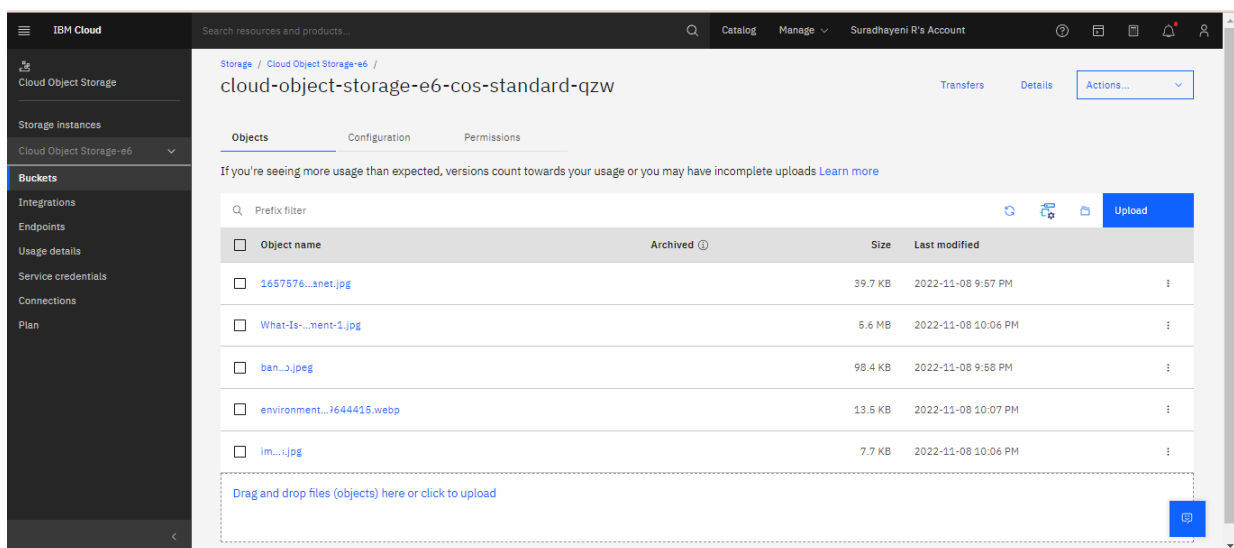 IBM Cloud
Search resources and products...
Catalog
Manage
Suradhayeni R's Account
Cloud Object Storage
Storage instances
Cloud Object Storage-e6
Buckets
Integrations
Endpoints
Usage details
Service credentials
Connections
Plan
Storage / Cloud Object Storage-e6 /
cloud-object-storage-e6-cos-standard-qzw
Transfers
Details
Actions...
Objects
Configuration
Permissions
If you're seeing more usage than expected, versions count towards your usage or you may have incomplete uploads Learn more
Prefix filter
Upload
Object name Archived Size Last modified
1657576...anet.jpg 39.7 KB 2022-11-08 9:57 PM
What-Is-...ment-1.jpg 5.6 MB 2022-11-08 10:06 PM
ban...o.jpeg 98.4 KB 2022-11-08 9:58 PM
environment...9644415.webp 13.5 KB 2022-11-08 10:07 PM
7.7 KB 2022-11-08 10:06 PM
Drag and drop files (objects) here or click to upload